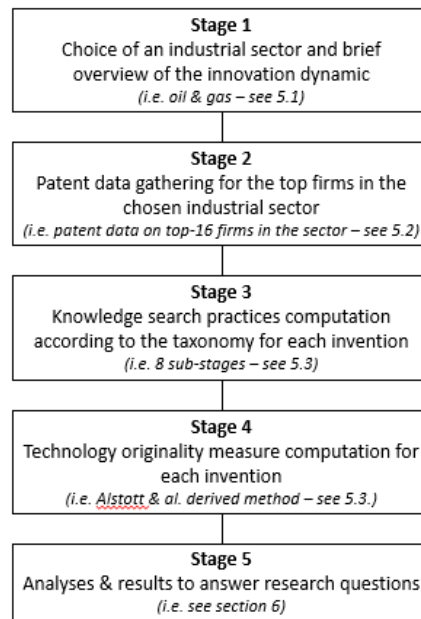 Stage 1
Choice of an industrial sector and brief
overview of the innovation dynamic
(i.e. oil & gas – see 5.1)
Stage 2
Patent data gathering for the top firms in the
chosen industrial sector
(i.e. patent data on top-16 firms in the sector – see 5.2)
Stage 3
Knowledge search practices computation
according to the taxonomy for each invention
(i.e. 8 sub-stages – see 5.3)
Stage 4
Technology originality measure computation for
each invention
(i.e. Alstott & al. derived method – see 5.3.)
Stage 5
Analyses & results to answer research questions
(i.e. see section 6)